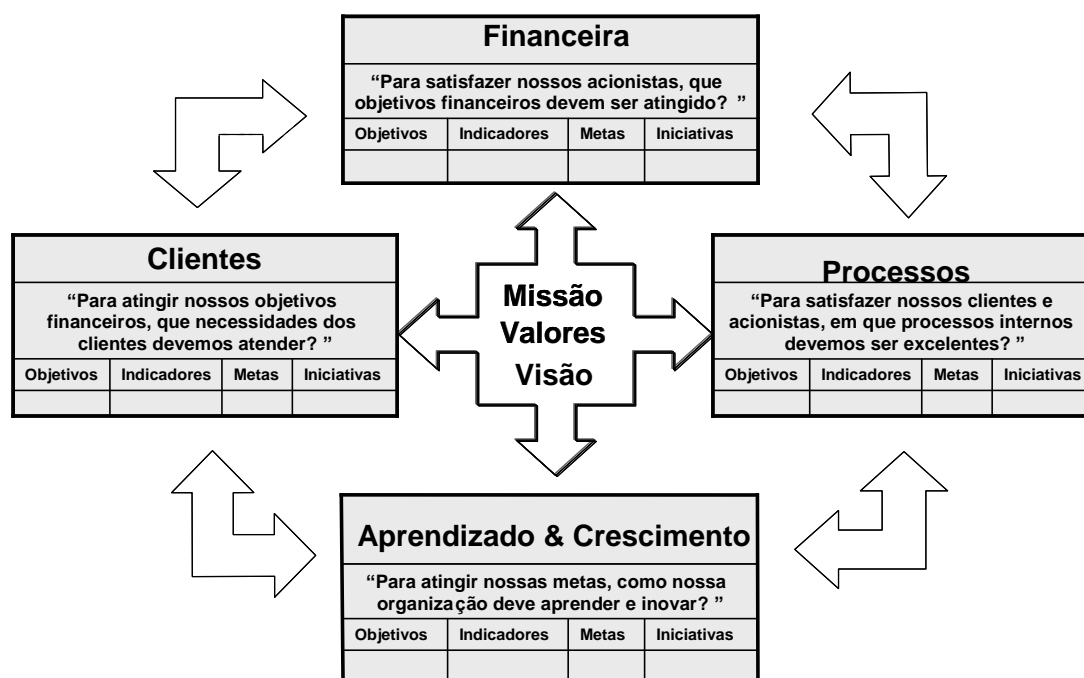 Financeira
“Para satisfazer nossos acionistas, que
objetivos financeiros devem ser atingido? ”
Objetivos Indicadores Metas Iniciativas
Clientes
“Para atingir nossos objetivos
financeiros, que necessidades dos
clientes devemos atender? ”
Objetivos Indicadores Metas Iniciativas
Missão
Valores
Visão
Processos
“Para satisfazer nossos clientes e
acionistas, em que processos internos
devemos ser excelentes? ”
Objetivos Indicadores Metas Iniciativas
Aprendizado & Crescimento
“Para atingir nossas metas, como nossa
organização deve aprender e inovar? ”
Objetivos Indicadores Metas Iniciativas